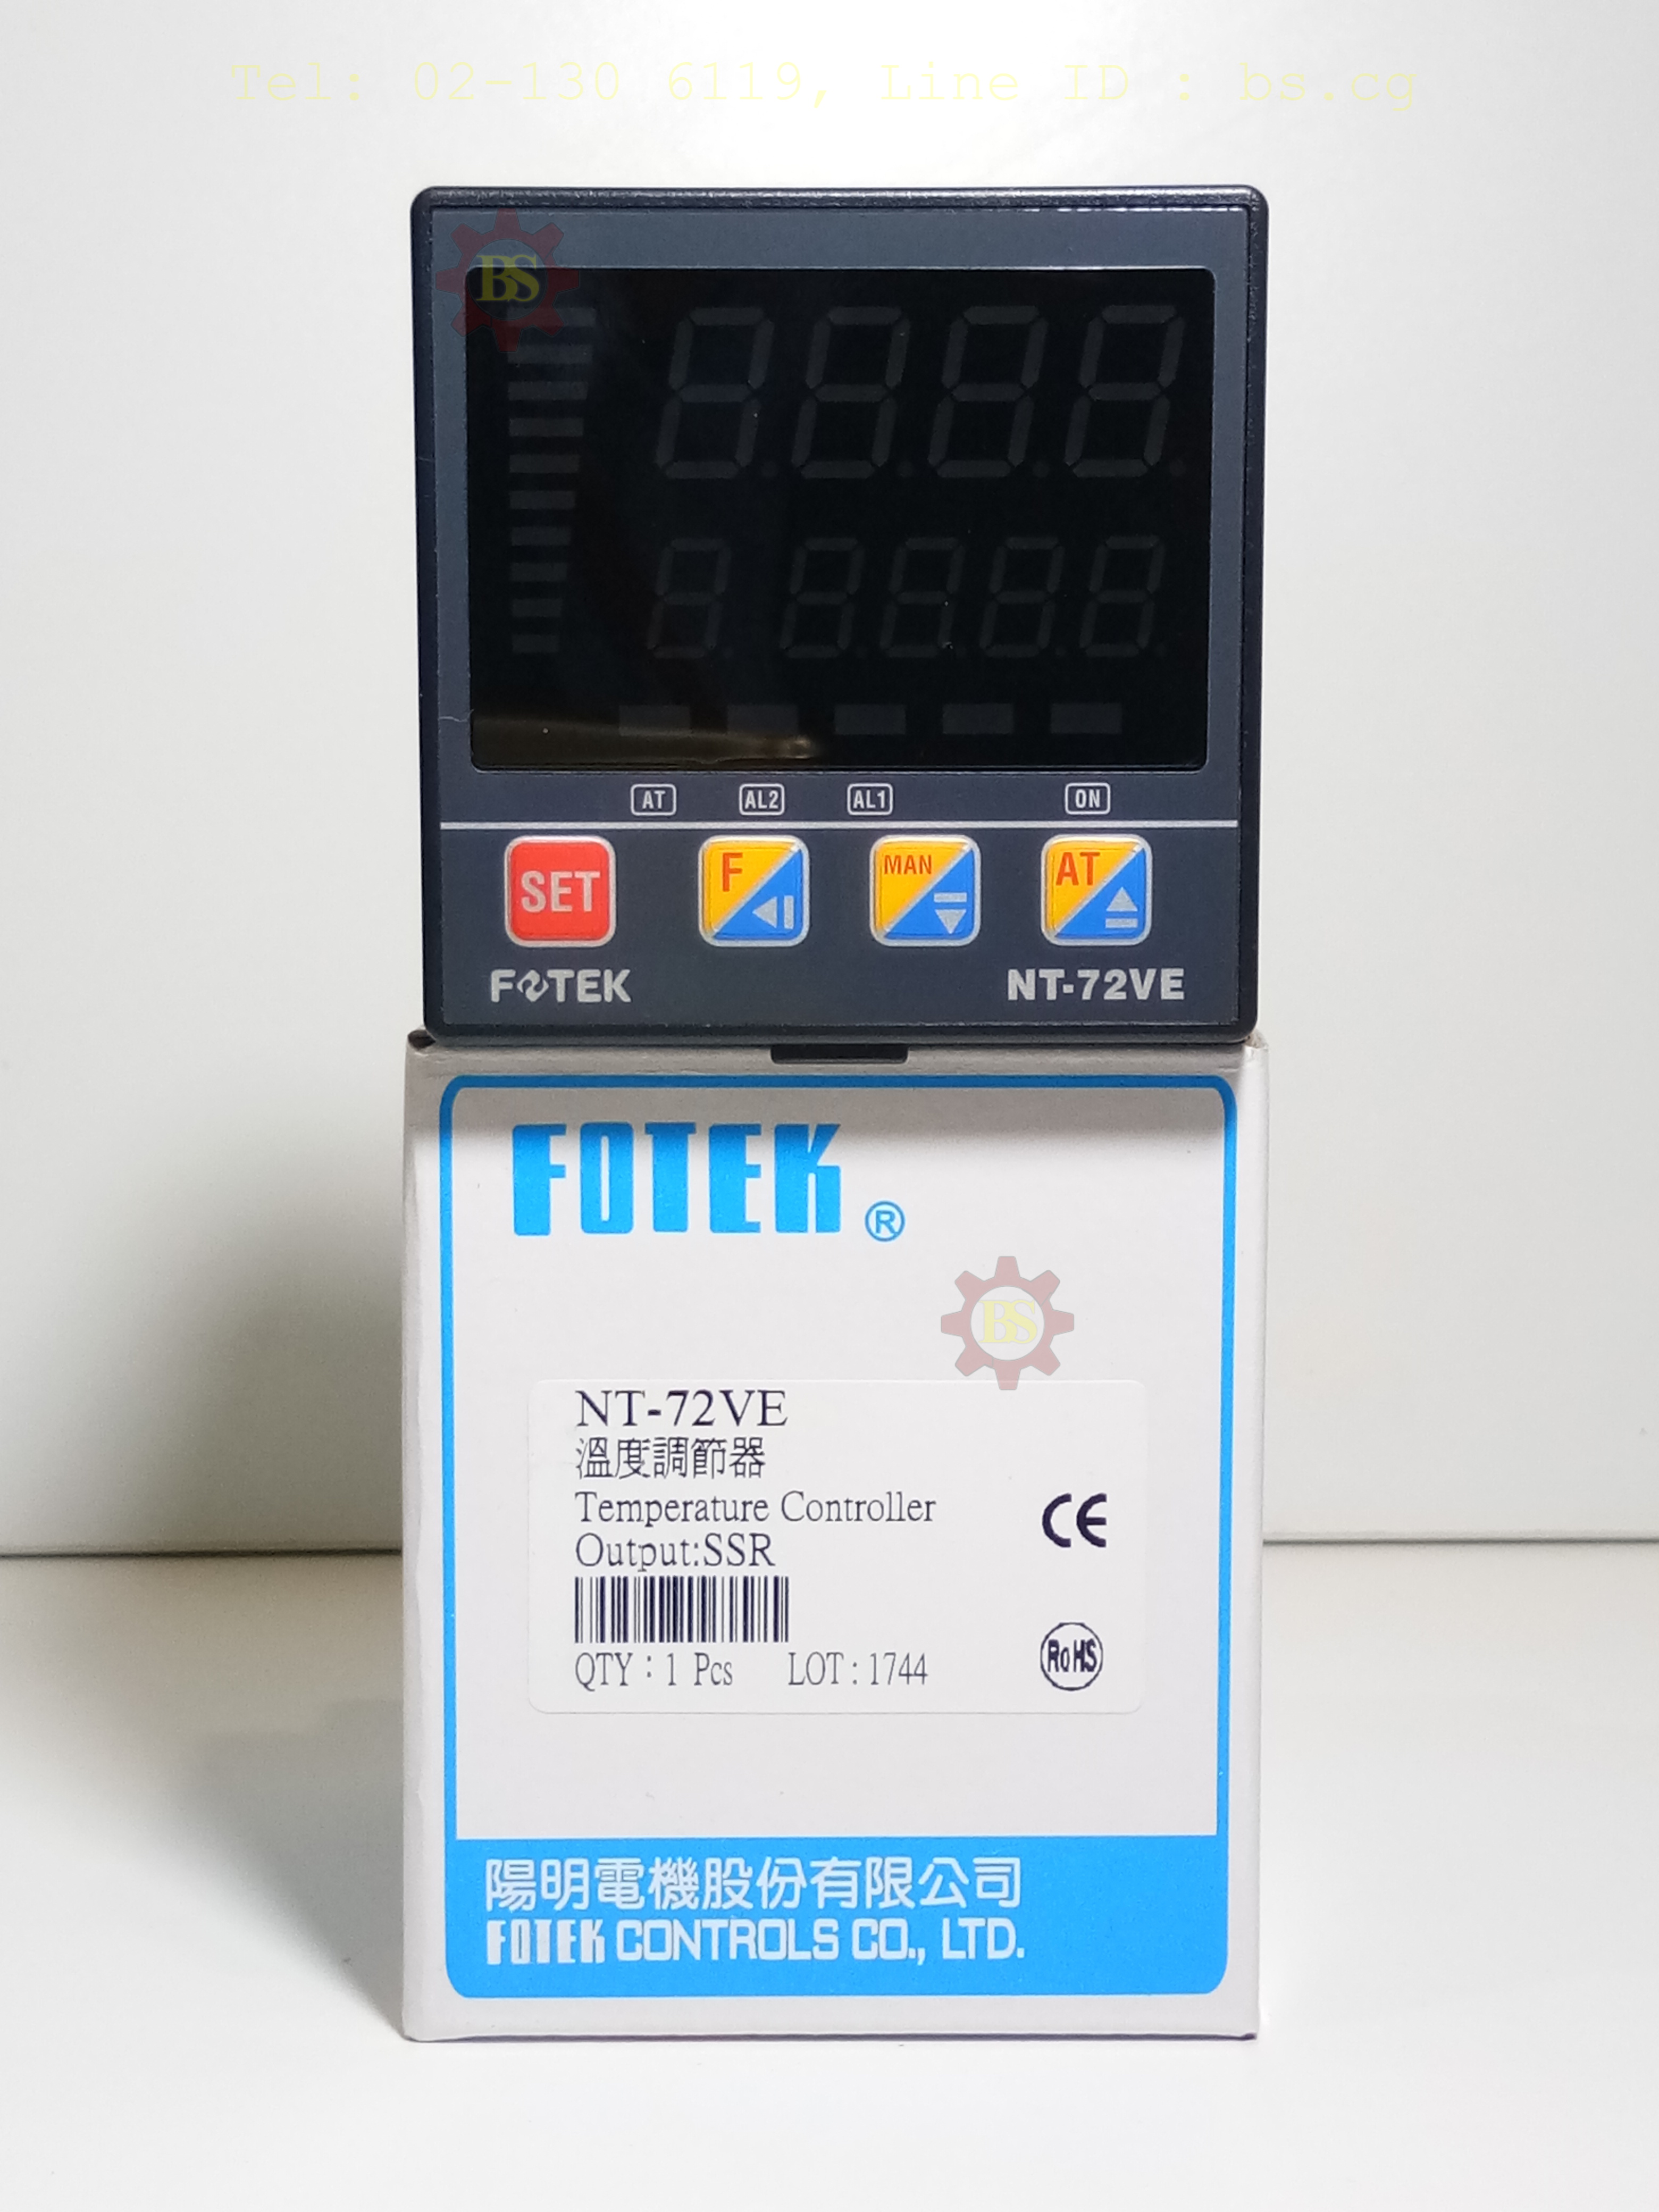 Tel: 02-130 6119, Line ID : bs.cg
BS
AT AL2 AL1 ON
SET F MAN AT
FOTEK NT-72VE
FOTEK ®
BS
NT-72VE
溫度調節器
Temperature Controller
Output:SSR
CE
QTY：1 Pcs LOT : 1744
RoHS
陽明電機股份有限公司
FOTEK CONTROLS CO., LTD.